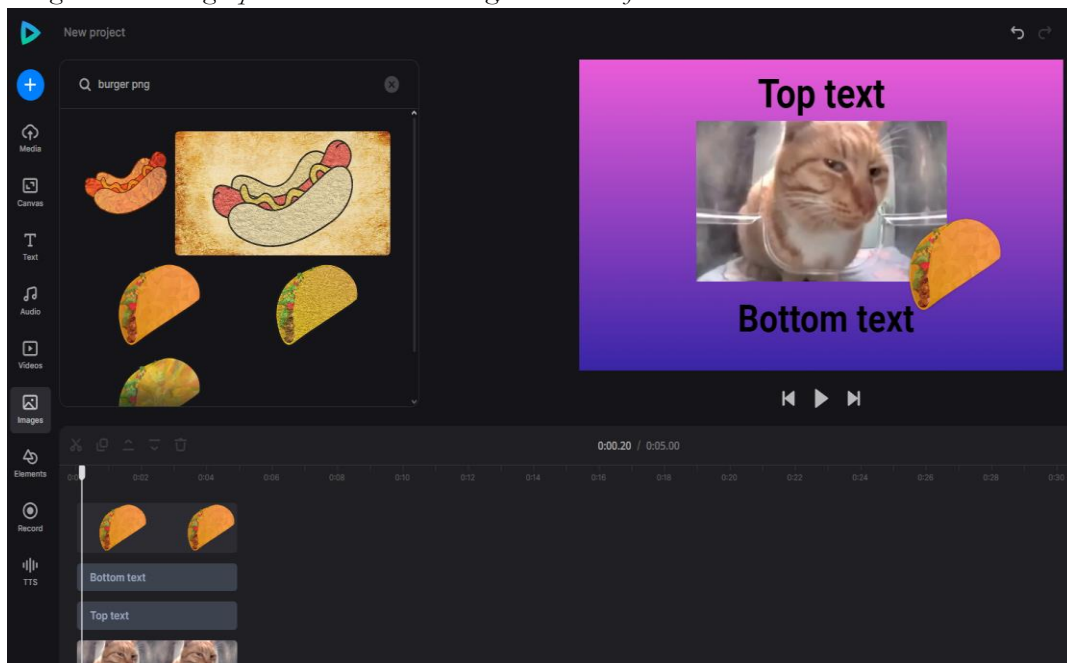 New project
burger png
Media
Canvas
Text
Audio
Videos
Images
Elements
Record
TTS
Top text
Bottom text
0:00.20 / 0:05.00
0:02 0:04 0:06 0:08 0:10 0:12 0:14 0:16 0:18 0:20 0:22 0:24 0:26 0:28 0:30
Bottom text
Top text